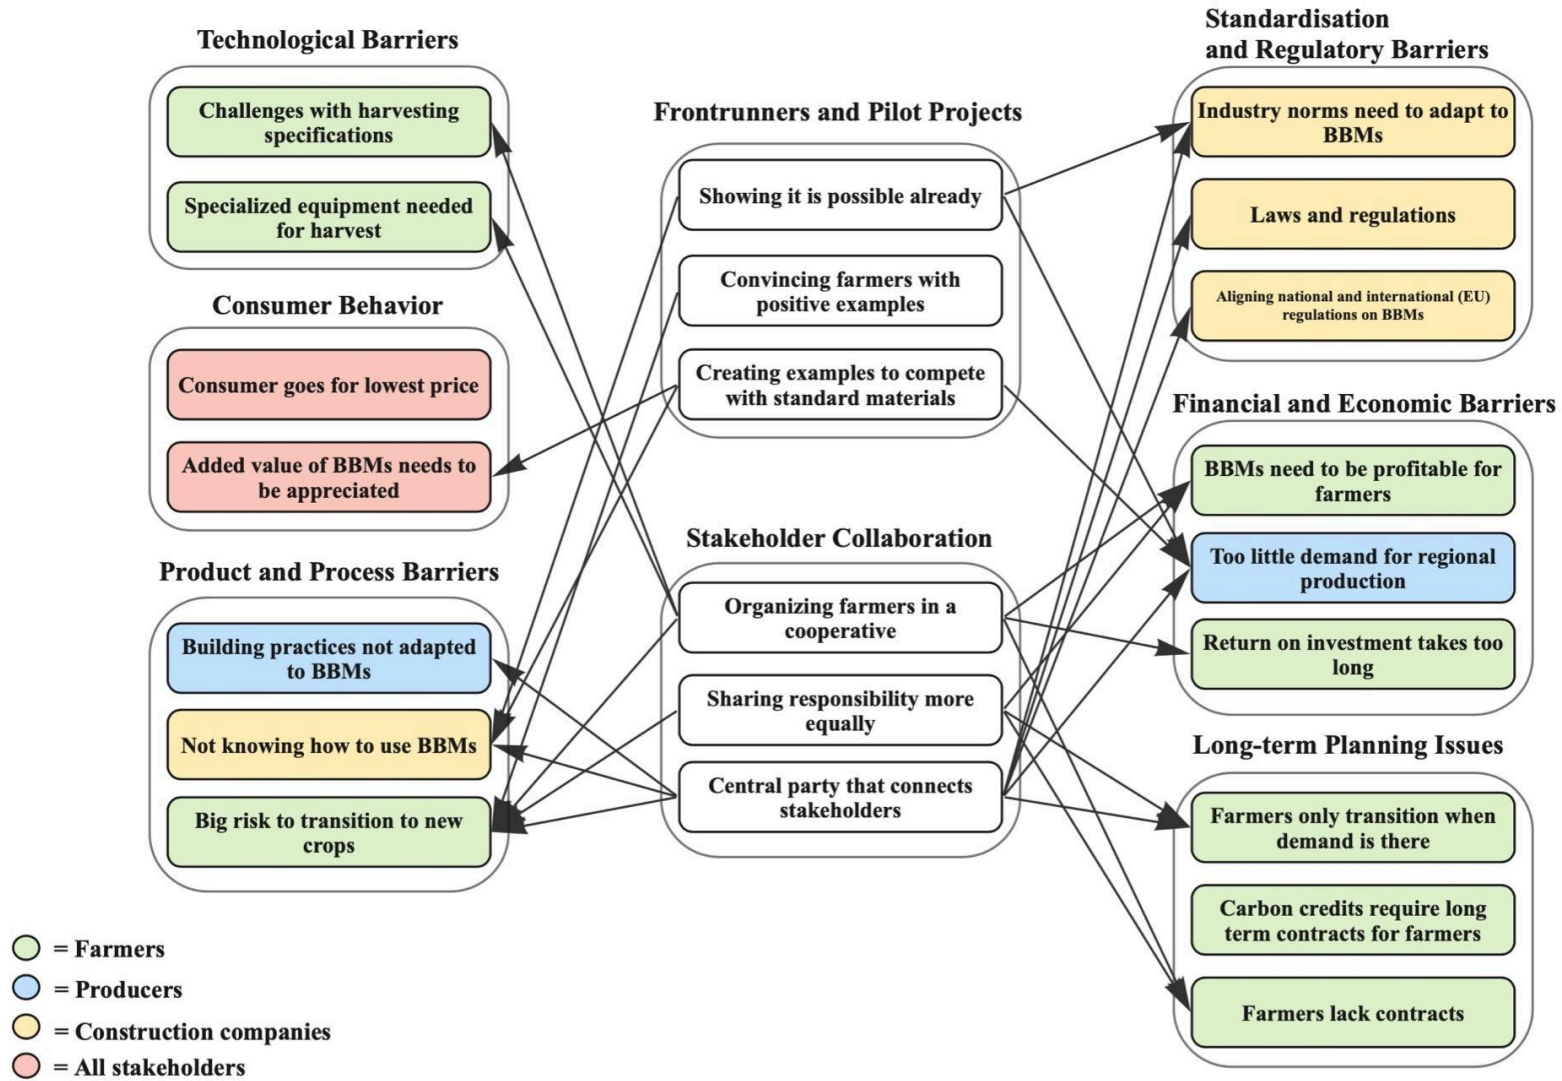 Technological Barriers
Challenges with harvesting
specifications
Specialized equipment needed
for harvest
Consumer Behavior
Consumer goes for lowest price
Added value of BBMs needs to
be appreciated
Product and Process Barriers
Building practices not adapted
to BBMs
Not knowing how to use BBMs
Big risk to transition to new
crops
Frontrunners and Pilot Projects
Showing it is possible already
Convincing farmers with
positive examples
Creating examples to compete
with standard materials
Stakeholder Collaboration
Organizing farmers in a
cooperative
Sharing responsibility more
equally
Central party that connects
stakeholders
Standardisation
and Regulatory Barriers
Industry norms need to adapt to
BBMs
Laws and regulations
Aligning national and international (EU)
regulations on BBMs
Financial and Economic Barriers
BBMs need to be profitable for
farmers
Too little demand for regional
production
Return on investment takes too
long
Long-term Planning Issues
Farmers only transition when
demand is there
Carbon credits require long
term contracts for farmers
Farmers lack contracts
= Farmers
= Producers
= Construction companies
= All stakeholders